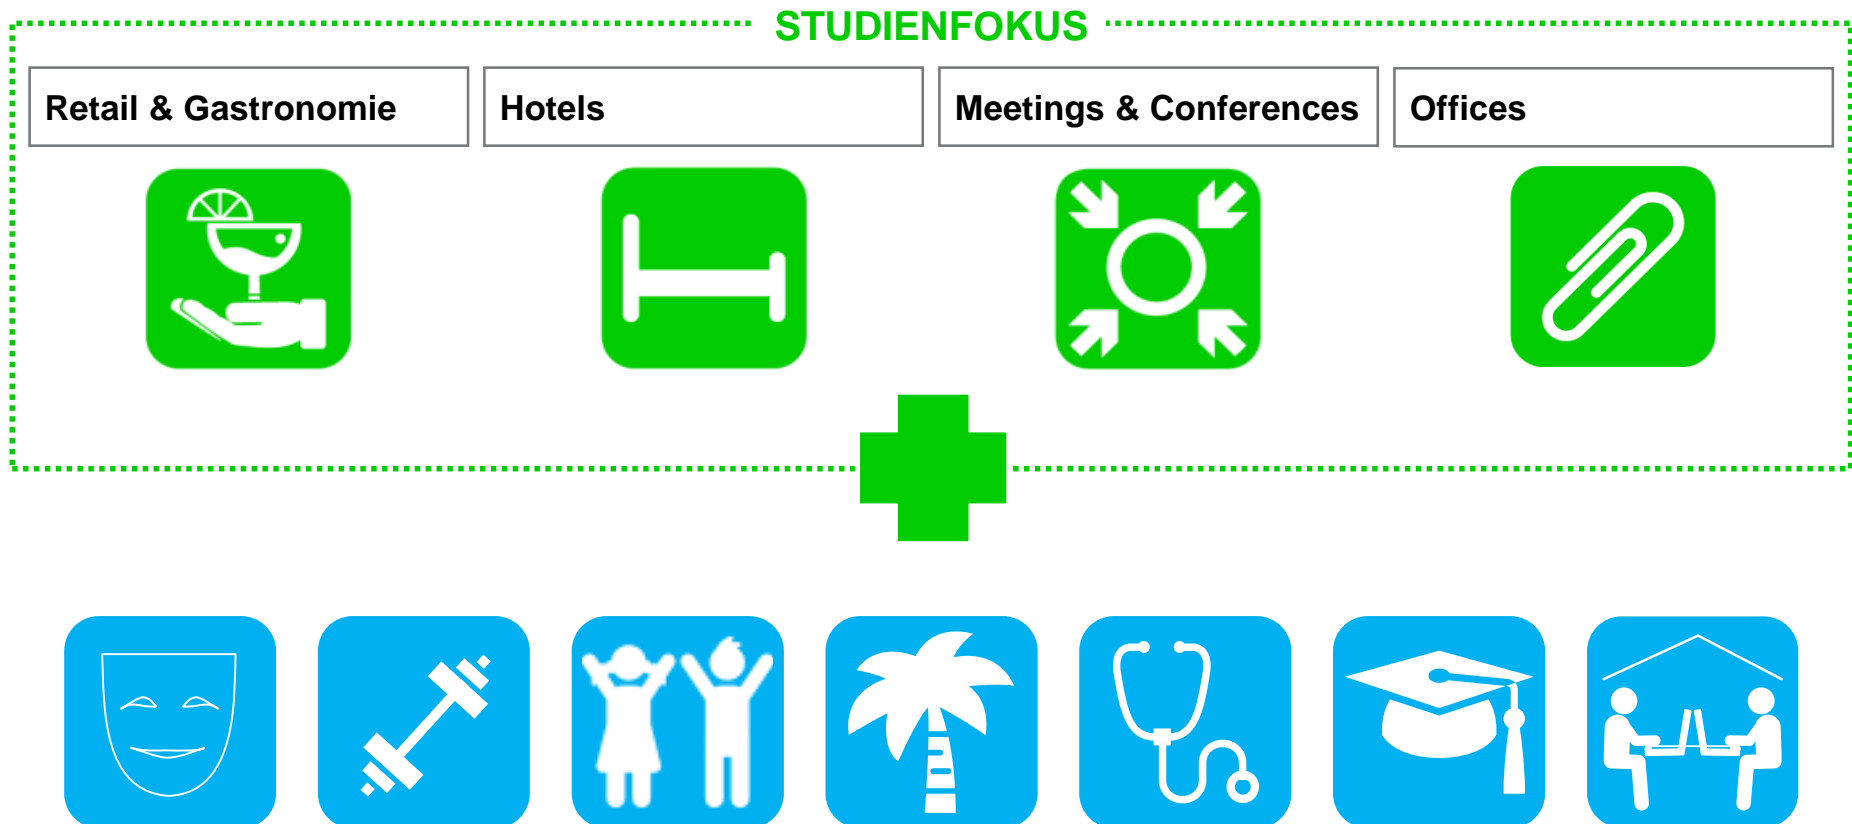 STUDIENFOKUS
Retail & Gastronomie
Hotels
Meetings & Conferences
Offices